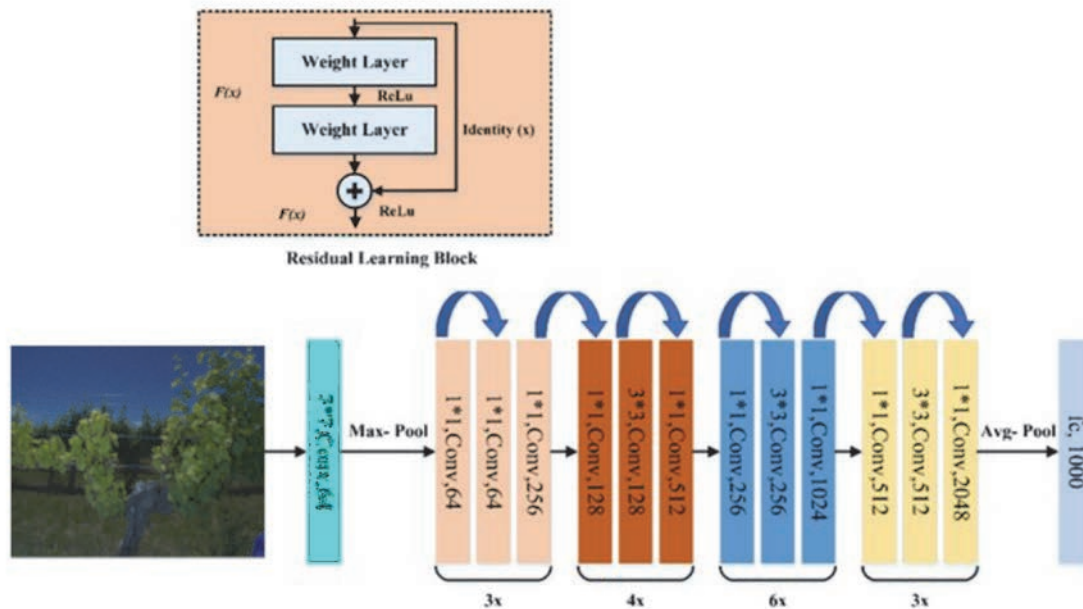 Weight Layer
F(x)
ReLu
Weight Layer
Identity (x)
F(x)
ReLu
Residual Learning Block
Max- Pool
1*1,Conv,64
1*1,Conv,64
1*1,Conv,256
1*1,Conv,128
3*3,Conv,128
1*1,Conv,512
1*1,Conv,256
3*3,Conv,256
1*1,Conv,1024
1*1,Conv,512
3*3,Conv,512
1*1,Conv,2048
Avg- Pool
fc, 1000
3x
4x
6x
3x